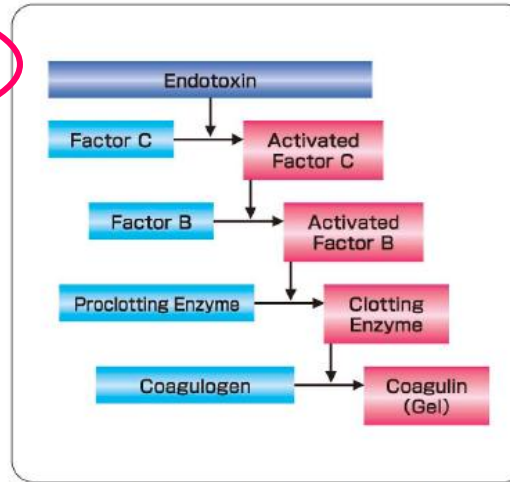 Endotoxin
Factor C
Activated
Factor C
Factor B
Activated
Factor B
Proclotting Enzyme
Clotting
Enzyme
Coagulogen
Coagulin
(Gel)